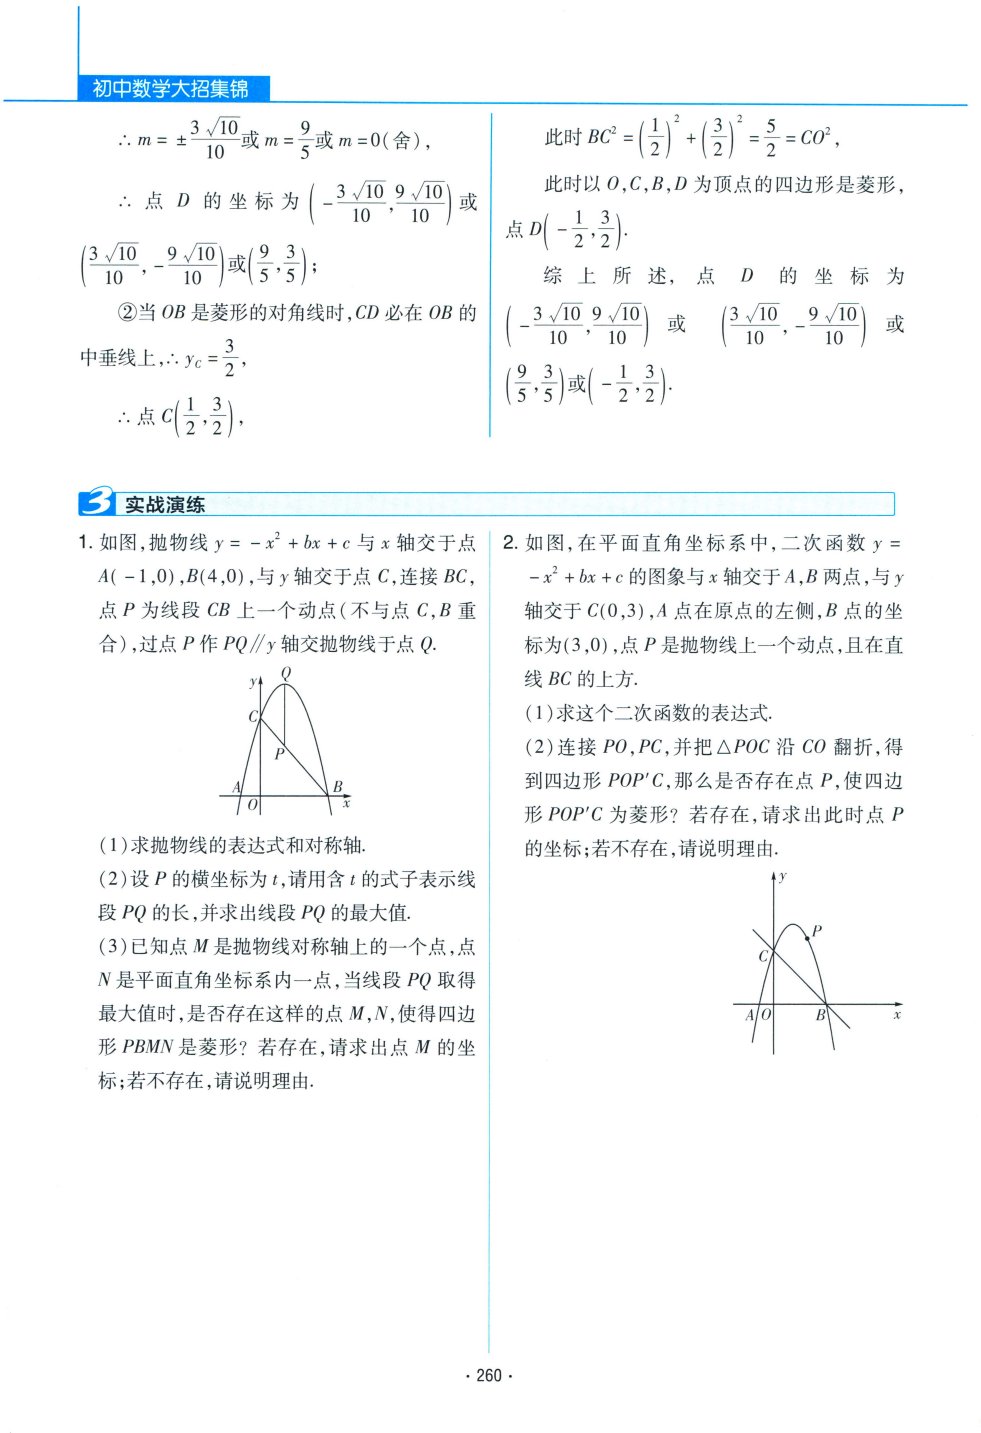 初中数学大招集锦
∴ m = ±3√10/10或 m = 9/5或 m = 0(舍),
∴ 点 D 的坐标为(-3√10/10, 9√10/10)或
(3√10/10, -9√10/10)或(9/5, 3/5);
②当 OB 是菱形的对角线时,CD 必在 OB 的
中垂线上,∴ y_C = 3/2,
∴ 点 C(1/2, 3/2),
此时 BC² = (1/2)² + (3/2)² = 5/2 = CO²,
此时以 O,C,B,D 为顶点的四边形是菱形,
点 D(-1/2, 3/2).
综上所述,点 D 的坐标为
(-3√10/10, 9√10/10) 或 (3√10/10, -9√10/10) 或
(9/5, 3/5)或(-1/2, 3/2).
3 实战演练
1. 如图,抛物线 y = -x² + bx + c 与 x 轴交于点
A(-1,0),B(4,0),与 y 轴交于点 C,连接 BC,
点 P 为线段 CB 上一个动点(不与点 C,B 重
合),过点 P 作 PQ∥y 轴交抛物线于点 Q.
y
Q
C
P
A
O
B
x
(1)求抛物线的表达式和对称轴.
(2)设 P 的横坐标为 t,请用含 t 的式子表示线
段 PQ 的长,并求出线段 PQ 的最大值.
(3)已知点 M 是抛物线对称轴上的一个点,点
N 是平面直角坐标系内一点,当线段 PQ 取得
最大值时,是否存在这样的点 M,N,使得四边
形 PBMN 是菱形? 若存在,请求出点 M 的坐
标;若不存在,请说明理由.
2. 如图,在平面直角坐标系中,二次函数 y =
-x² + bx + c 的图象与 x 轴交于 A,B 两点,与 y
轴交于 C(0,3),A 点在原点的左侧,B 点的坐
标为(3,0),点 P 是抛物线上一个动点,且在直
线 BC 的上方.
(1)求这个二次函数的表达式.
(2)连接 PO,PC,并把△POC 沿 CO 翻折,得
到四边形 POP′C,那么是否存在点 P,使四边
形 POP′C 为菱形? 若存在,请求出此时点 P
的坐标;若不存在,请说明理由.
y
P
C
A
O
B
x
· 260 ·